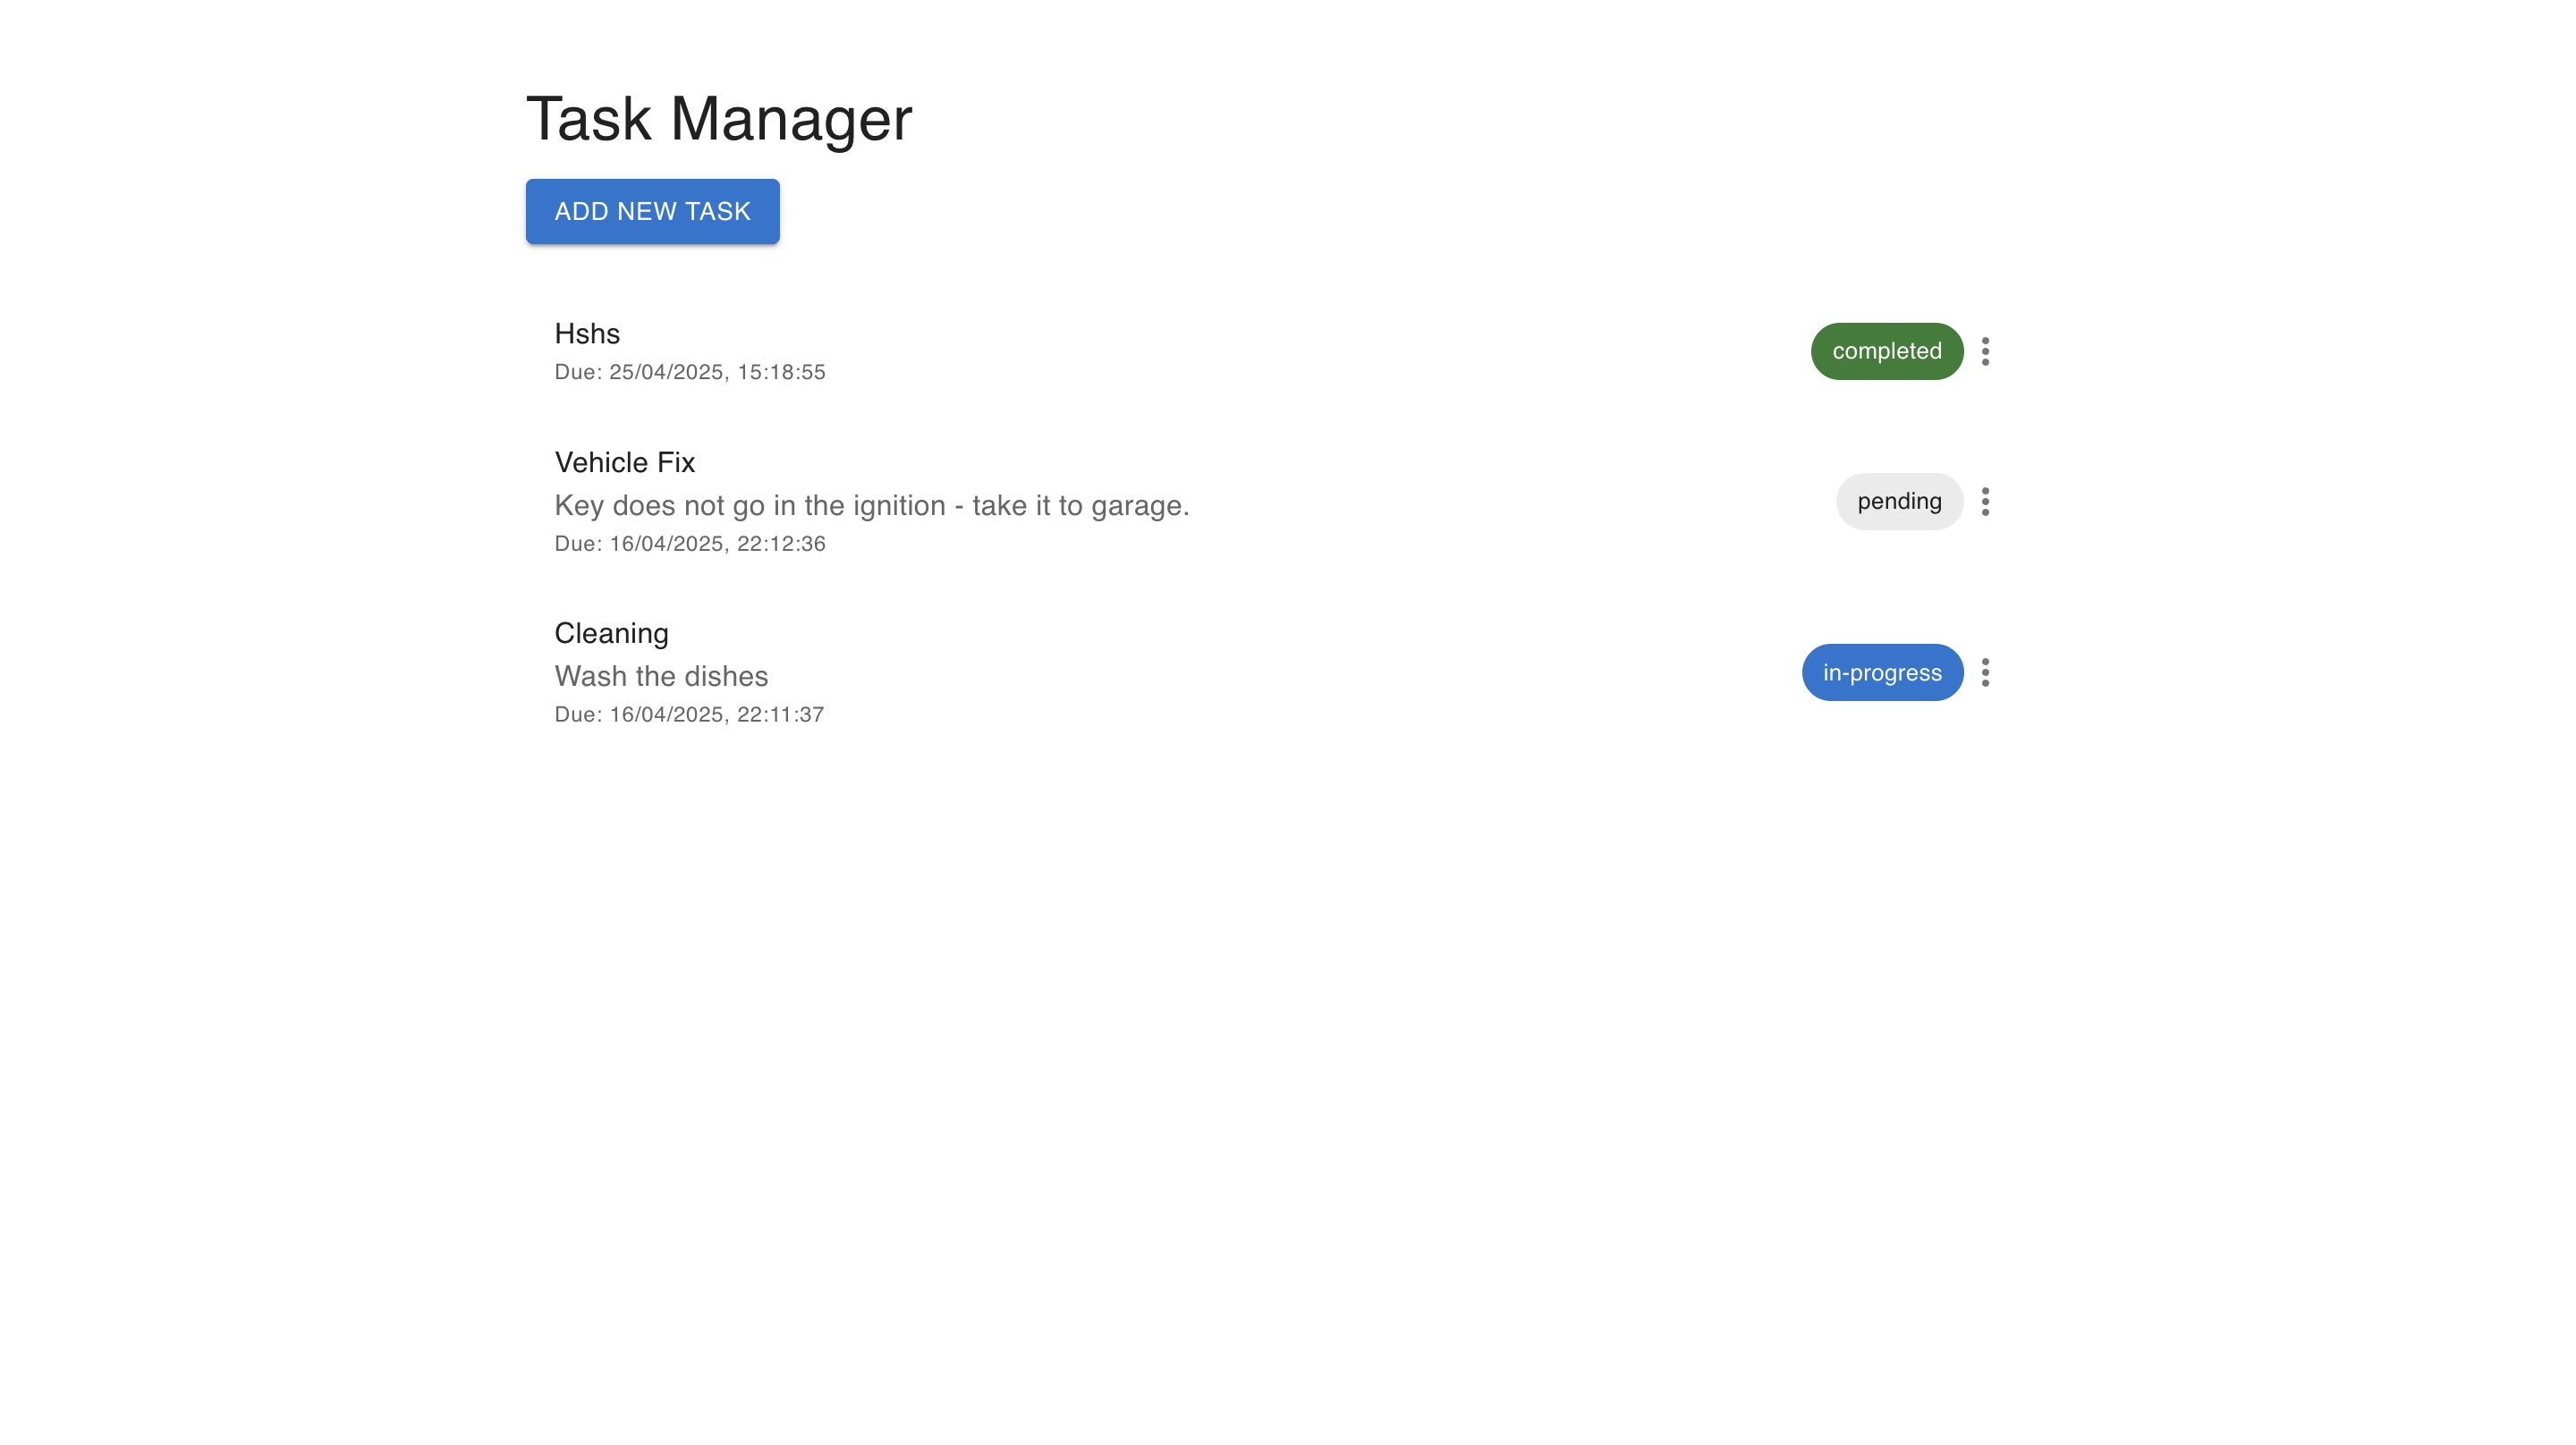 Task Manager
ADD NEW TASK
Hshs
Due: 25/04/2025, 15:18:55
completed
Vehicle Fix
Key does not go in the ignition - take it to garage.
Due: 16/04/2025, 22:12:36
pending
Cleaning
Wash the dishes
Due: 16/04/2025, 22:11:37
in-progress